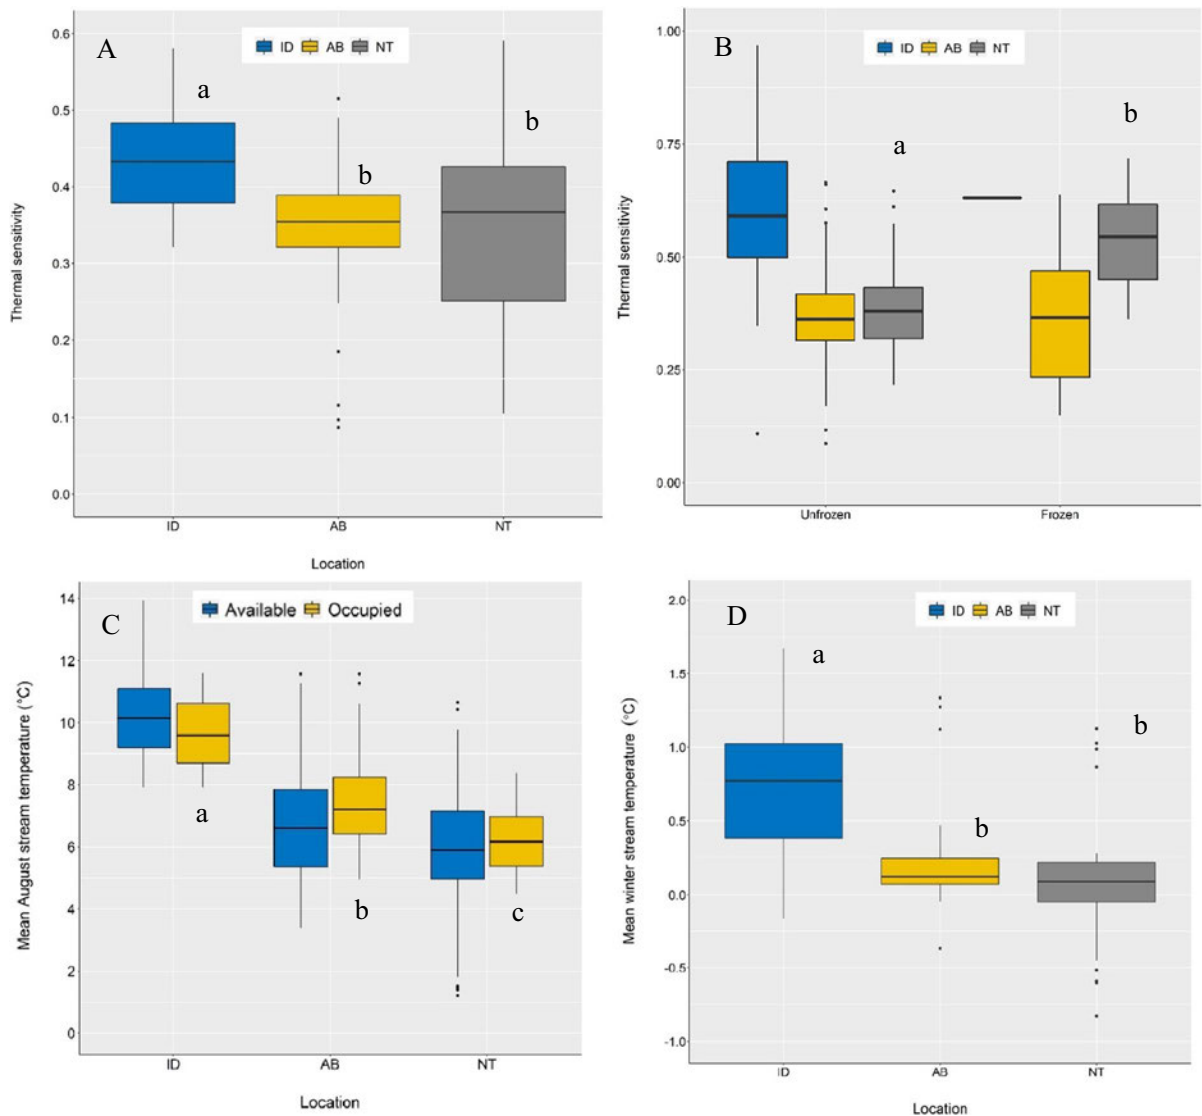 A
ID AB NT
a
b
b
Thermal sensitivity
0.6
0.5
0.4
0.3
0.2
0.1
0.0
ID AB NT
Location
B
ID AB NT
a
b
Thermal sensitivity
1.00
0.75
0.50
0.25
0.00
Unfrozen Frozen
C
Available Occupied
a
b
c
Mean August stream temperature (°C)
14
12
10
8
6
4
2
0
ID AB NT
Location
D
ID AB NT
a
b
b
Mean winter stream temperature (°C)
2.0
1.5
1.0
0.5
0.0
-0.5
-1.0
ID AB NT
Location